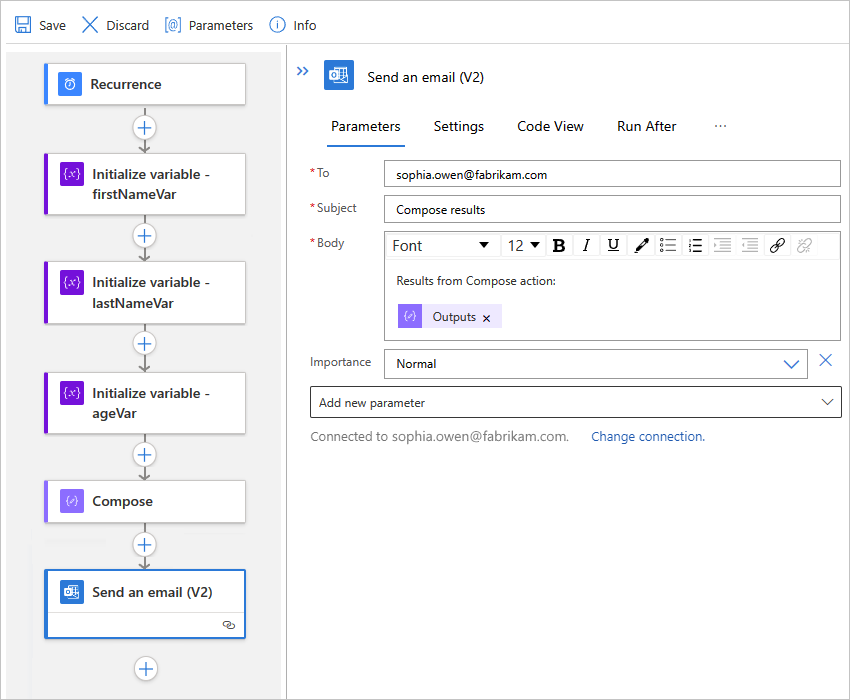 Save Discard Parameters Info
Recurrence
Initialize variable -
firstNameVar
Initialize variable -
lastNameVar
Initialize variable -
ageVar
Compose
Send an email (V2)
Send an email (V2)
Parameters Settings Code View Run After ...
*To sophia.owen@fabrikam.com
*Subject Compose results
*Body Font 12 B I U
Results from Compose action:
Outputs
Importance Normal
Add new parameter
Connected to sophia.owen@fabrikam.com. Change connection.